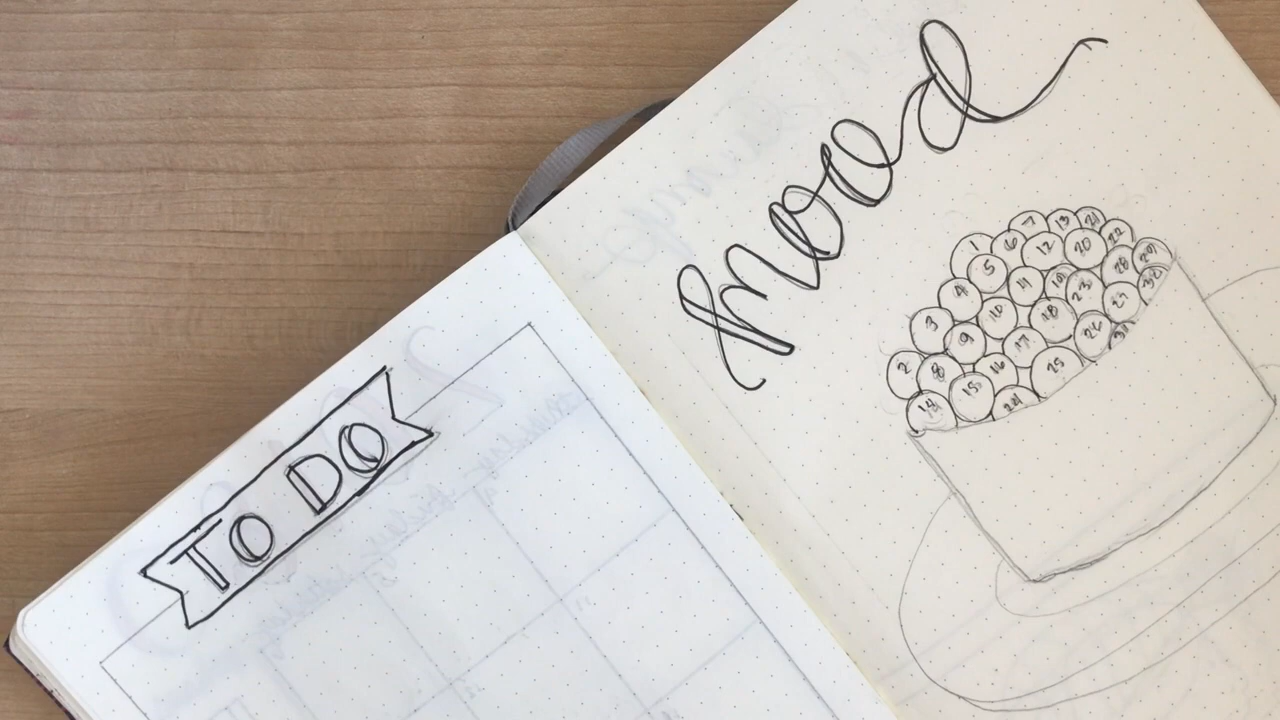 TO DO
mood
7 13 21
1 6 12 20 22
5 19 28 29
4 11 23 30
3 10 18 27
9 17 26 31
2 8 16 25
14 15 24